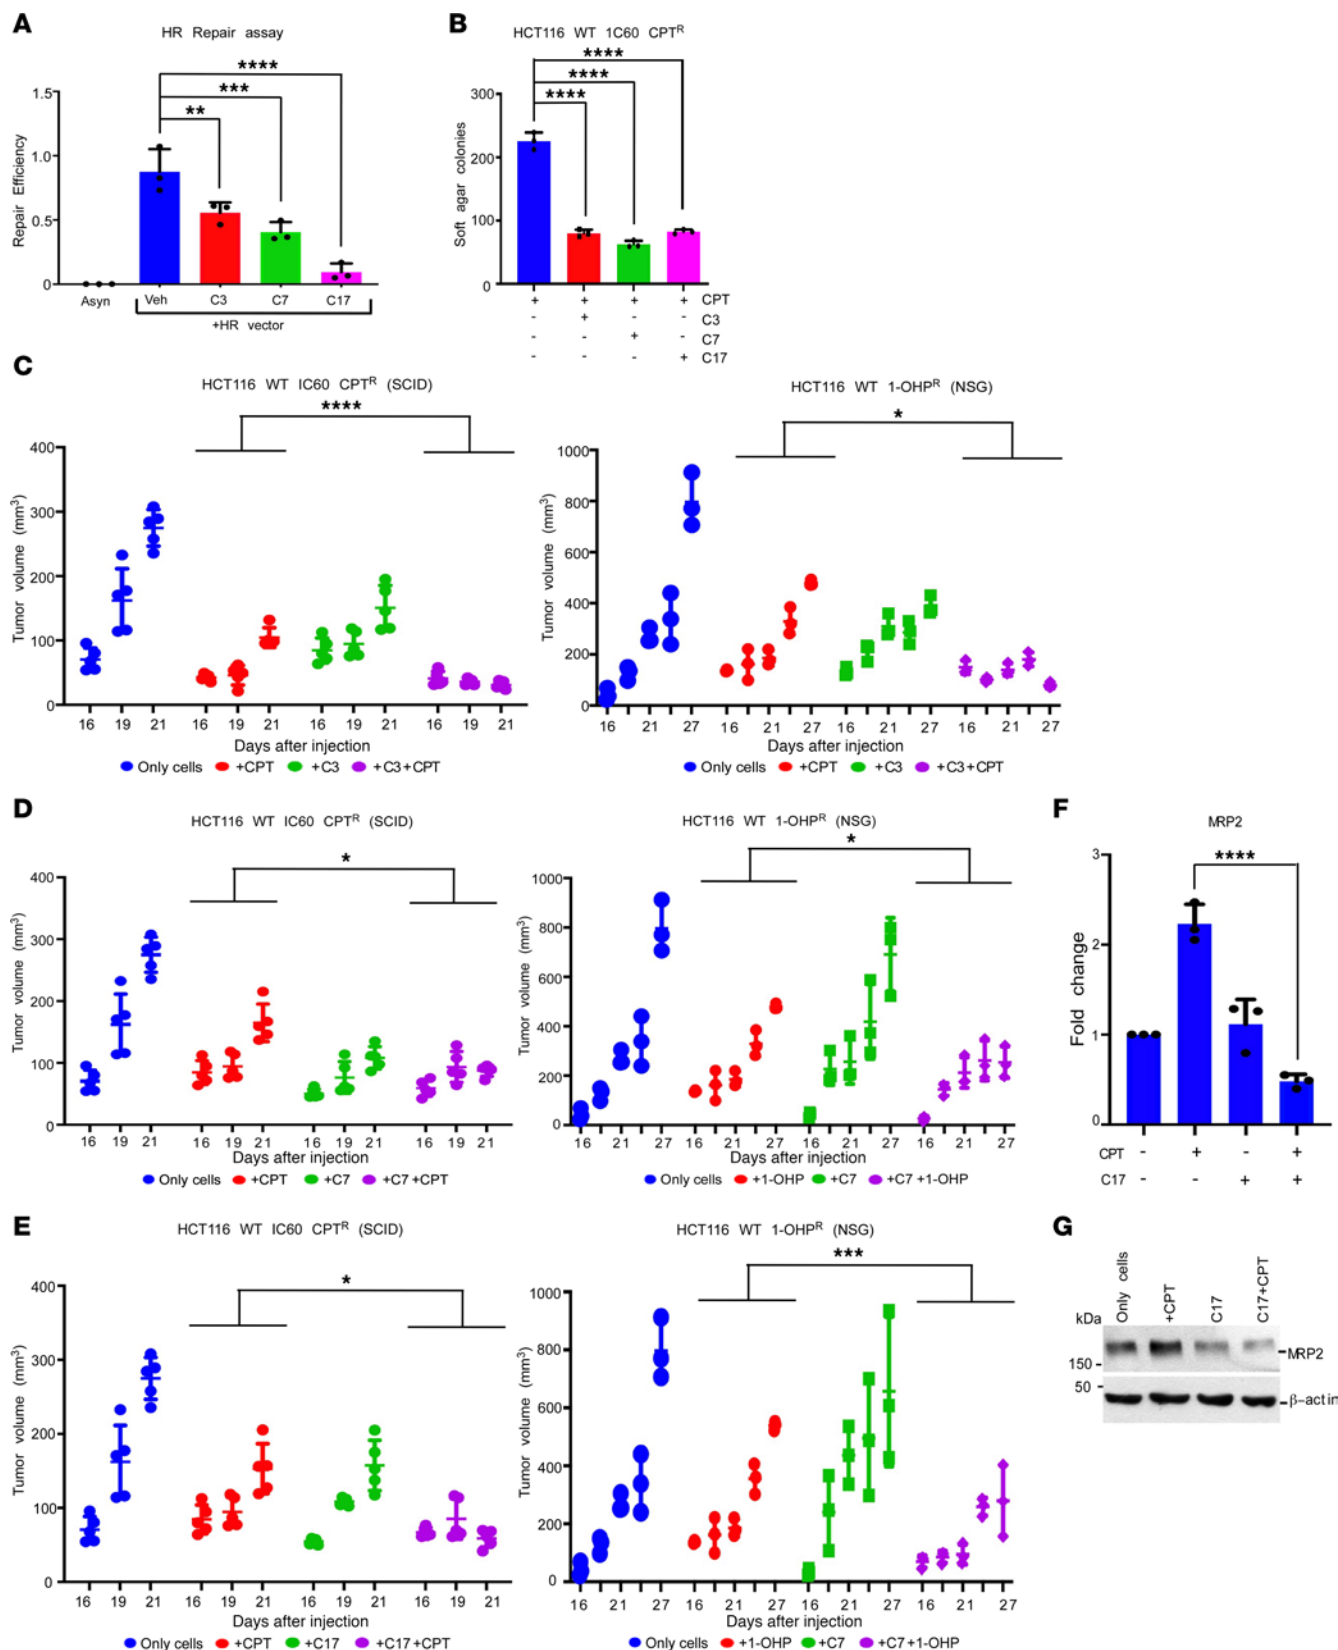 A
HR Repair assay
Repair Efficiency
1.5
1.0
0.5
0
**
***
****
Asyn
Veh C3 C7 C17
+HR vector
B
HCT116 WT 1C60 CPTR
Soft agar colonies
300
200
100
0
****
****
****
+ + + + CPT
- + - - C3
- - + - C7
- - - + C17
C
HCT116 WT IC60 CPTR (SCID)
****
Tumor volume (mm3)
400
300
200
100
0
16 19 21 16 19 21 16 19 21 16 19 21
Days after injection
Only cells +CPT +C3 +C3+CPT
HCT116 WT 1-OHPR (NSG)
*
Tumor volume (mm3)
1000
800
600
400
200
0
16 21 27 16 21 27 16 21 27 16 21 27
Days after injection
Only cells +CPT +C3 +C3+CPT
D
HCT116 WT IC60 CPTR (SCID)
*
Tumor volume (mm3)
400
300
200
100
0
16 19 21 16 19 21 16 19 21 16 19 21
Days after injection
Only cells +CPT +C7 +C7+CPT
HCT116 WT 1-OHPR (NSG)
*
Tumor volume (mm3)
1000
800
600
400
200
0
16 21 27 16 21 27 16 21 27 16 21 27
Days after injection
Only cells +1-OHP +C7 +C7+1-OHP
F
MRP2
****
Fold change
3
2
1
0
CPT - + - +
C17 - - + +
E
HCT116 WT IC60 CPTR (SCID)
*
Tumor volume (mm3)
400
300
200
100
0
16 19 21 16 19 21 16 19 21 16 19 21
Days after injection
Only cells +CPT +C17 +C17+CPT
HCT116 WT 1-OHPR (NSG)
***
Tumor volume (mm3)
1000
800
600
400
200
0
16 21 27 16 21 27 16 21 27 16 21 27
Days after injection
Only cells +1-OHP +C7 +C7+1-OHP
G
Only cells
+CPT
C17
C17+CPT
kDa
150
50
MRP2
β-actin